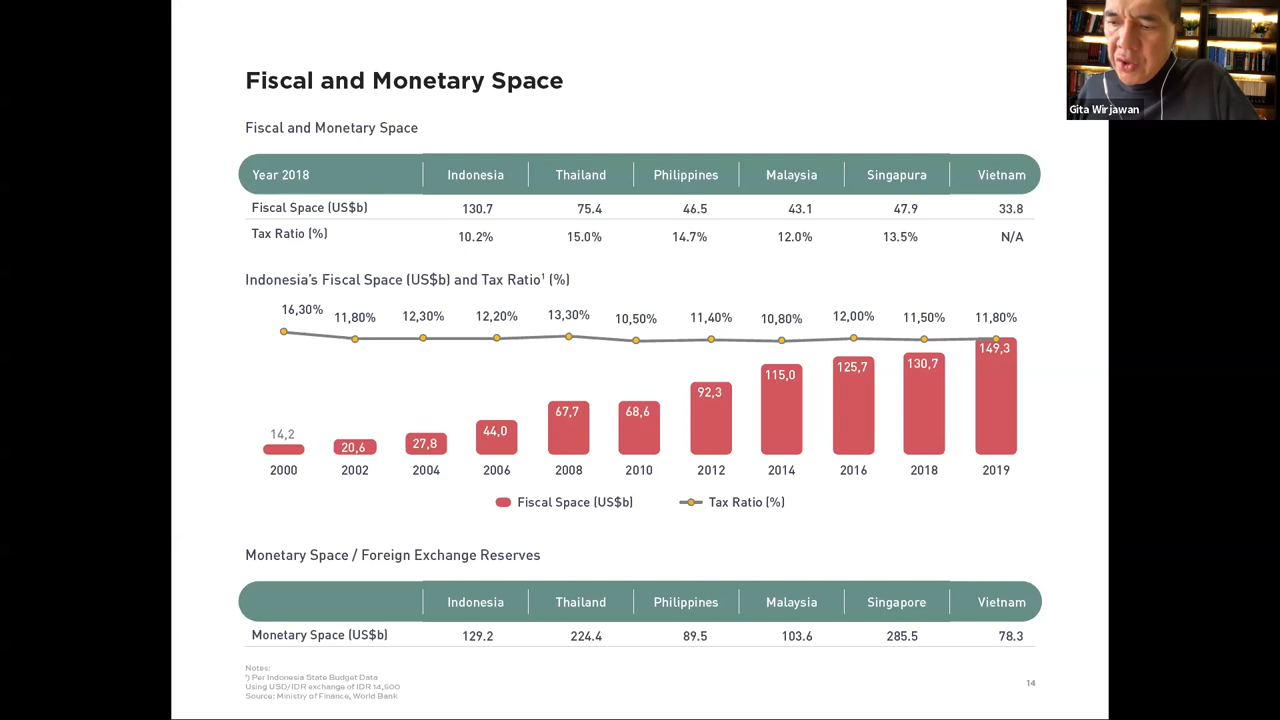 Gita Wirjawan
Fiscal and Monetary Space
Fiscal and Monetary Space
Year 2018 Indonesia Thailand Philippines Malaysia Singapura Vietnam
Fiscal Space (US$b) 130.7 75.4 46.5 43.1 47.9 33.8
Tax Ratio (%) 10.2% 15.0% 14.7% 12.0% 13.5% N/A
Indonesia's Fiscal Space (US$b) and Tax Ratio¹ (%)
16,30% 11,80% 12,30% 12,20% 13,30% 10,50% 11,40% 10,80% 12,00% 11,50% 11,80%
14,2 20,6 27,8 44,0 67,7 68,6 92,3 115,0 125,7 130,7 149,3
2000 2002 2004 2006 2008 2010 2012 2014 2016 2018 2019
Fiscal Space (US$b) Tax Ratio (%)
Monetary Space / Foreign Exchange Reserves
Indonesia Thailand Philippines Malaysia Singapore Vietnam
Monetary Space (US$b) 129.2 224.4 89.5 103.6 285.5 78.3
Notes:
¹) Per Indonesia State Budget Data
Using USD/IDR exchange of IDR 14,500
Source: Ministry of Finance, World Bank
14